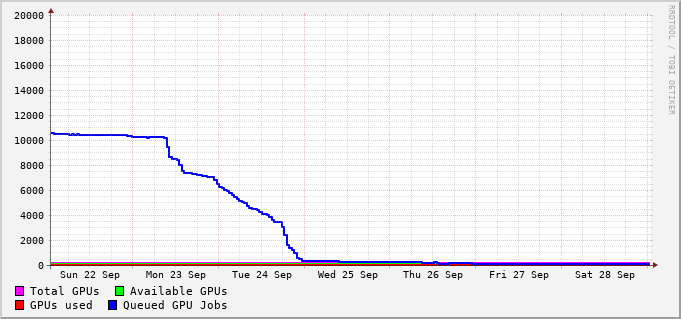 20000
18000
16000
14000
12000
10000
8000
6000
4000
2000
0
Sun 22 Sep Mon 23 Sep Tue 24 Sep Wed 25 Sep Thu 26 Sep Fri 27 Sep Sat 28 Sep
Total GPUs Available GPUs
GPUs used Queued GPU Jobs
RRDTOOL / TOBI OETIKER